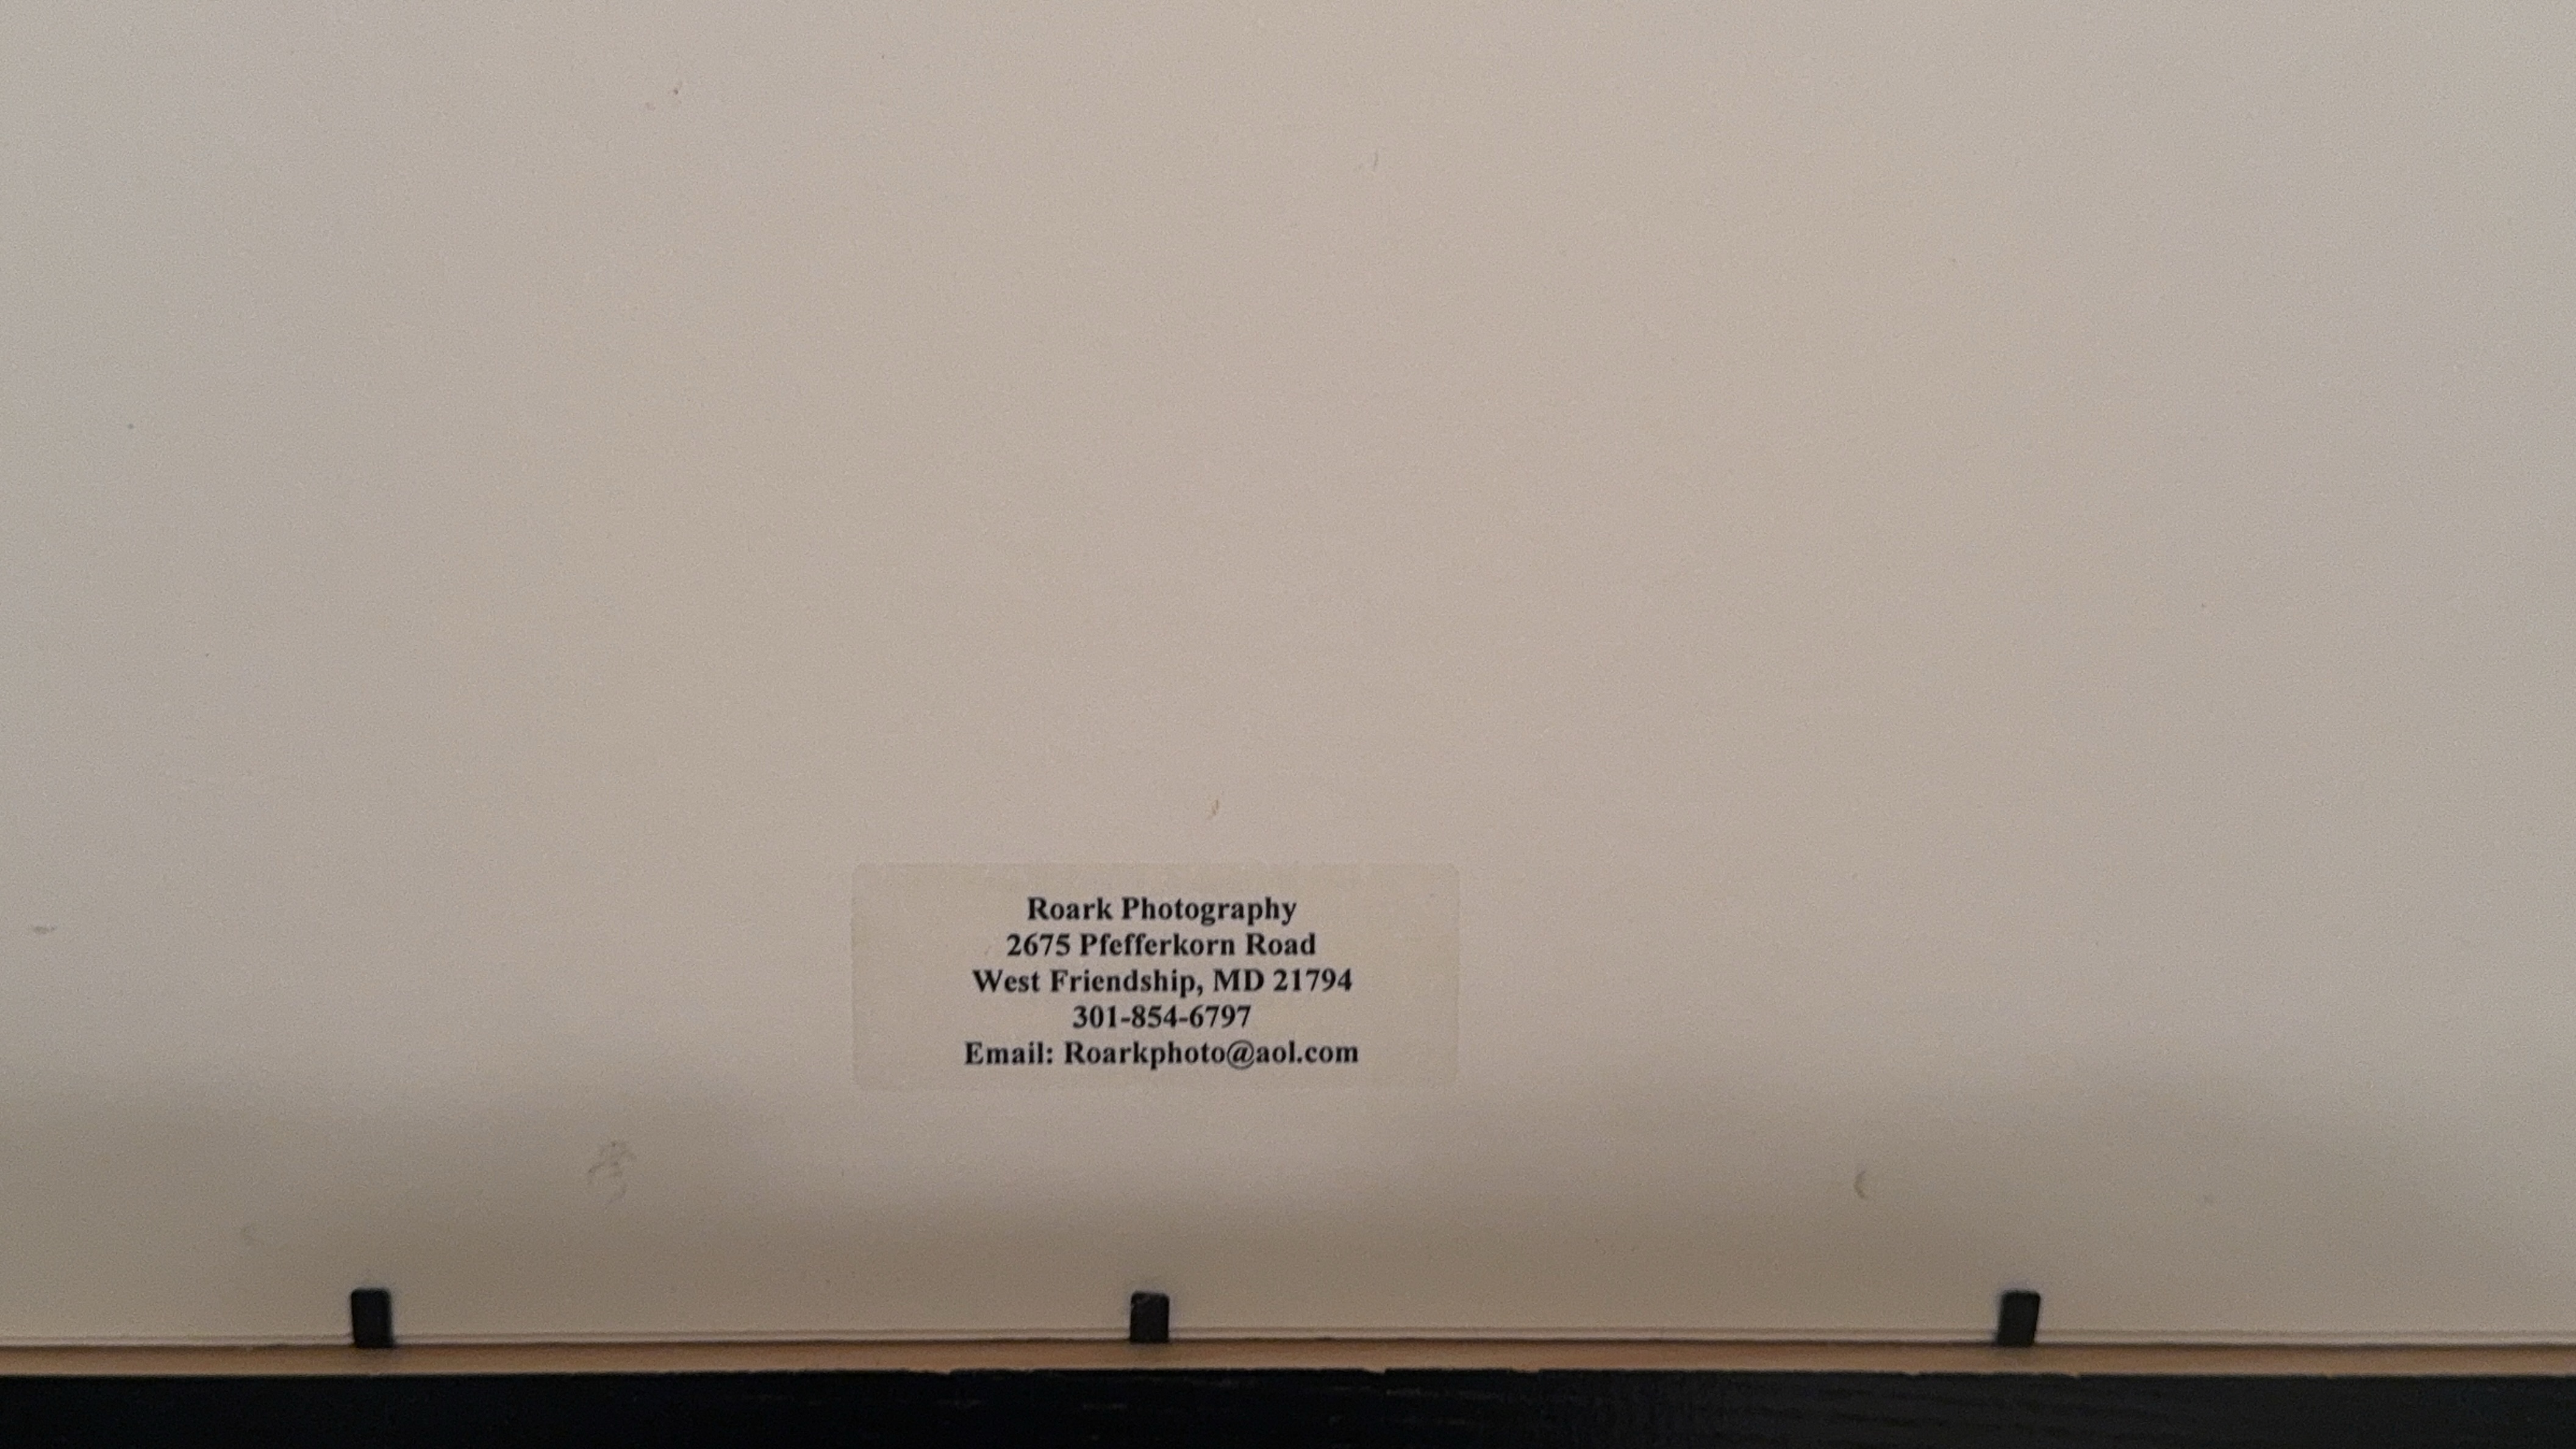 Roark Photography
2675 Pfefferkorn Road
West Friendship, MD 21794
301-854-6797
Email: Roarkphoto@aol.com